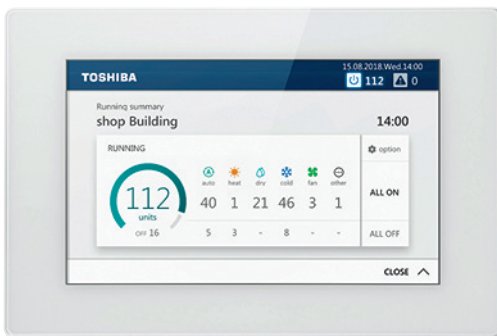 15.08.2018.Wed.14:00
TOSHIBA
112 0
Running summary
shop Building 14:00
RUNNING option
auto heat dry cold fan other
112 40 1 21 46 3 1 ALL ON
units
OFF 16 5 3 - 8 - - ALL OFF
CLOSE